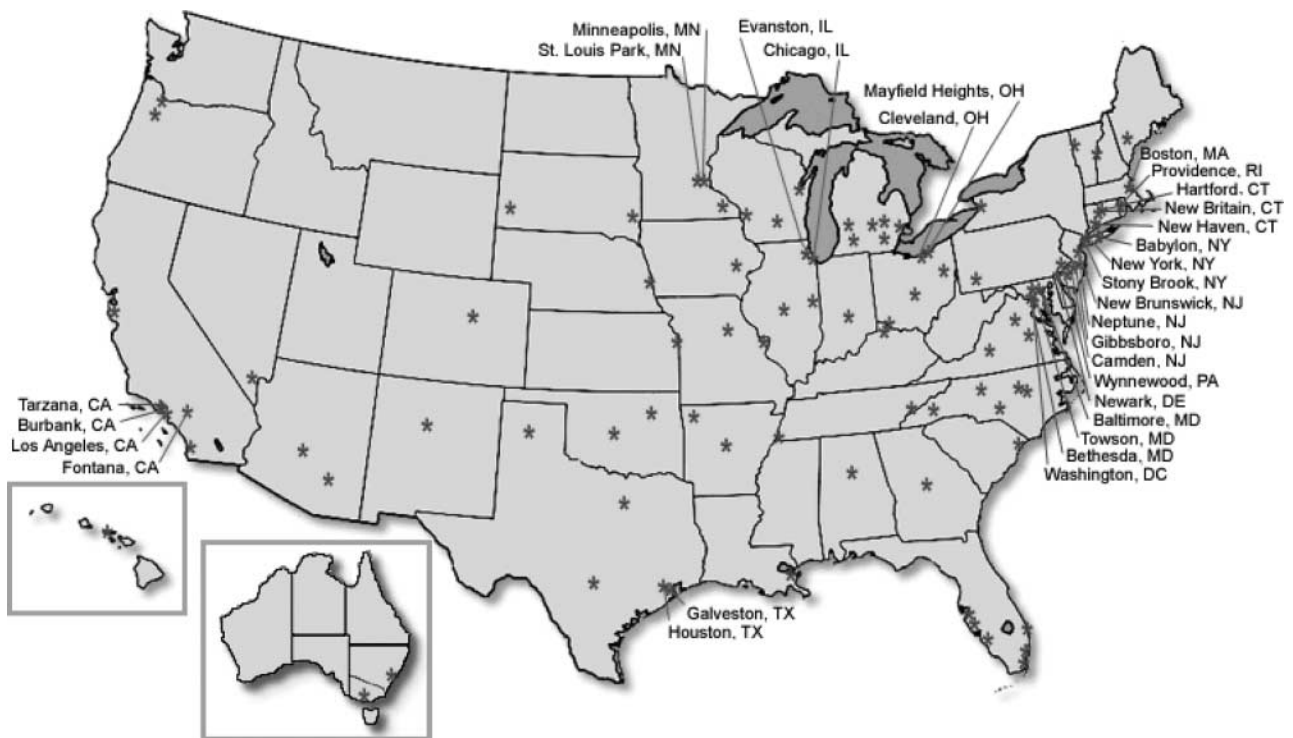 Minneapolis, MN
St. Louis Park, MN
Evanston, IL
Chicago, IL
Mayfield Heights, OH
Cleveland, OH
Boston, MA
Providence, RI
Hartford. CT
New Britain, CT
New Haven, CT
Babylon, NY
New York, NY
Stony Brook, NY
New Brunswick, NJ
Neptune, NJ
Gibbsboro, NJ
Camden, NJ
Wynnewood, PA
Newark, DE
Baltimore, MD
Towson, MD
Bethesda, MD
Washington, DC
Tarzana, CA
Burbank, CA
Los Angeles, CA
Fontana, CA
Galveston, TX
Houston, TX